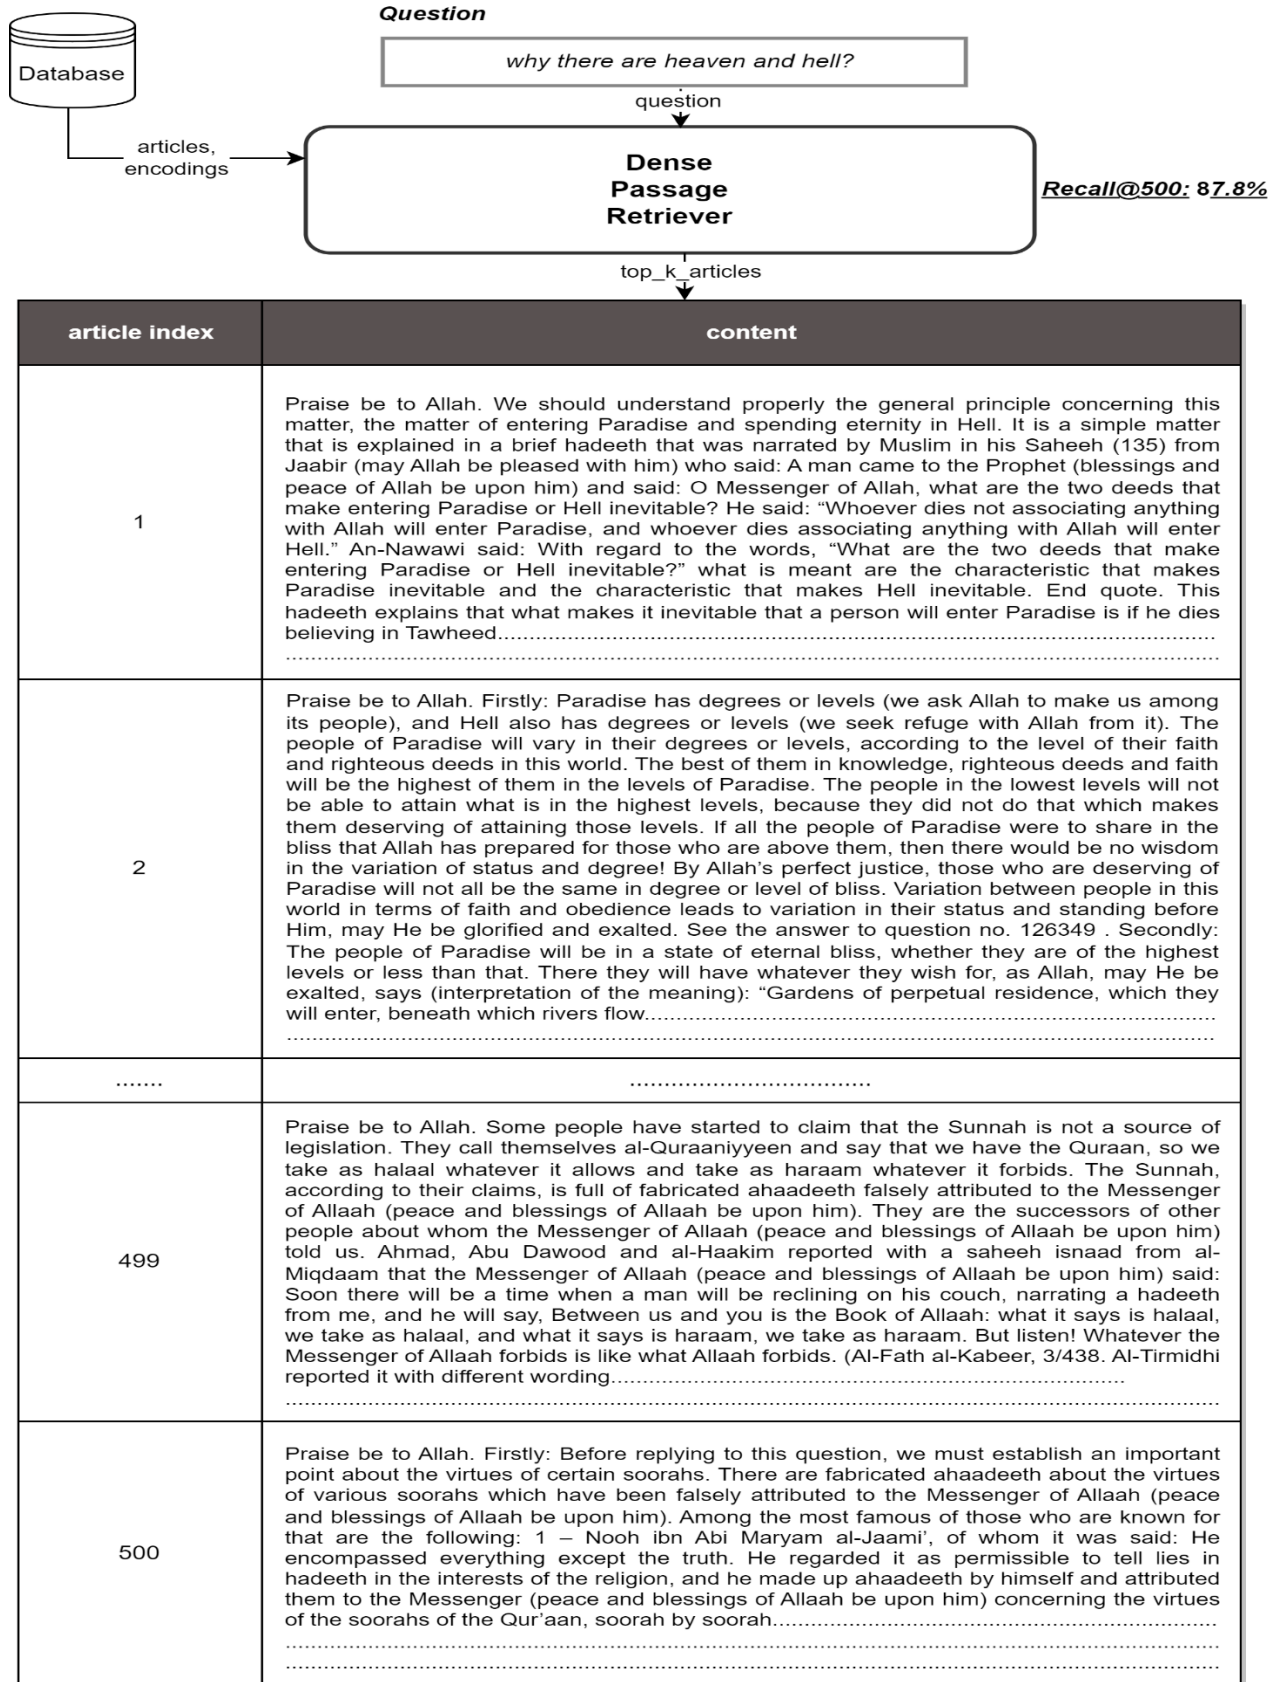 Question
Database
why there are heaven and hell?
question
articles,
encodings
Dense
Passage
Retriever
Recall@500: 87.8%
top_k_articles
article index
content
1
Praise be to Allah. We should understand properly the general principle concerning this
matter, the matter of entering Paradise and spending eternity in Hell. It is a simple matter
that is explained in a brief hadeeth that was narrated by Muslim in his Saheeh (135) from
Jaabir (may Allah be pleased with him) who said: A man came to the Prophet (blessings and
peace of Allah be upon him) and said: O Messenger of Allah, what are the two deeds that
make entering Paradise or Hell inevitable? He said: “Whoever dies not associating anything
with Allah will enter Paradise, and whoever dies associating anything with Allah will enter
Hell.” An-Nawawi said: With regard to the words, “What are the two deeds that make
entering Paradise or Hell inevitable?” what is meant are the characteristic that makes
Paradise inevitable and the characteristic that makes Hell inevitable. End quote. This
hadeeth explains that what makes it inevitable that a person will enter Paradise is if he dies
believing in Tawheed..................................................................................................................
....................................................................................................................................................
2
Praise be to Allah. Firstly: Paradise has degrees or levels (we ask Allah to make us among
its people), and Hell also has degrees or levels (we seek refuge with Allah from it). The
people of Paradise will vary in their degrees or levels, according to the level of their faith
and righteous deeds in this world. The best of them in knowledge, righteous deeds and faith
will be the highest of them in the levels of Paradise. The people in the lowest levels will not
be able to attain what is in the highest levels, because they did not do that which makes
them deserving of attaining those levels. If all the people of Paradise were to share in the
bliss that Allah has prepared for those who are above them, then there would be no wisdom
in the variation of status and degree! By Allah’s perfect justice, those who are deserving of
Paradise will not all be the same in degree or level of bliss. Variation between people in this
world in terms of faith and obedience leads to variation in their status and standing before
Him, may He be glorified and exalted. See the answer to question no. 126349 . Secondly:
The people of Paradise will be in a state of eternal bliss, whether they are of the highest
levels or less than that. There they will have whatever they wish for, as Allah, may He be
exalted, says (interpretation of the meaning): “Gardens of perpetual residence, which they
will enter, beneath which rivers flow..........................................................................................
...................................................................................................................................................
.......
..................................
499
Praise be to Allah. Some people have started to claim that the Sunnah is not a source of
legislation. They call themselves al-Quraaniyyeen and say that we have the Quraan, so we
take as halaal whatever it allows and take as haraam whatever it forbids. The Sunnah,
according to their claims, is full of fabricated ahaadeeth falsely attributed to the Messenger
of Allaah (peace and blessings of Allaah be upon him). They are the successors of other
people about whom the Messenger of Allaah (peace and blessings of Allaah be upon him)
told us. Ahmad, Abu Dawood and al-Haakim reported with a saheeh isnaad from al-
Miqdaam that the Messenger of Allaah (peace and blessings of Allaah be upon him) said:
Soon there will be a time when a man will be reclining on his couch, narrating a hadeeth
from me, and he will say, Between us and you is the Book of Allaah: what it says is halaal,
we take as halaal, and what it says is haraam, we take as haraam. But listen! Whatever the
Messenger of Allaah forbids is like what Allaah forbids. (Al-Fath al-Kabeer, 3/438. Al-Tirmidhi
reported it with different wording.................................................................................
....................................................................................................................................................
500
Praise be to Allah. Firstly: Before replying to this question, we must establish an important
point about the virtues of certain soorahs. There are fabricated ahaadeeth about the virtues
of various soorahs which have been falsely attributed to the Messenger of Allaah (peace
and blessings of Allaah be upon him). Among the most famous of those who are known for
that are the following: 1 – Nooh ibn Abi Maryam al-Jaami’, of whom it was said: He
encompassed everything except the truth. He regarded it as permissible to tell lies in
hadeeth in the interests of the religion, and he made up ahaadeeth by himself and attributed
them to the Messenger (peace and blessings of Allaah be upon him) concerning the virtues
of the soorahs of the Qur’aan, soorah by soorah......................................................................
....................................................................................................................................................
....................................................................................................................................................